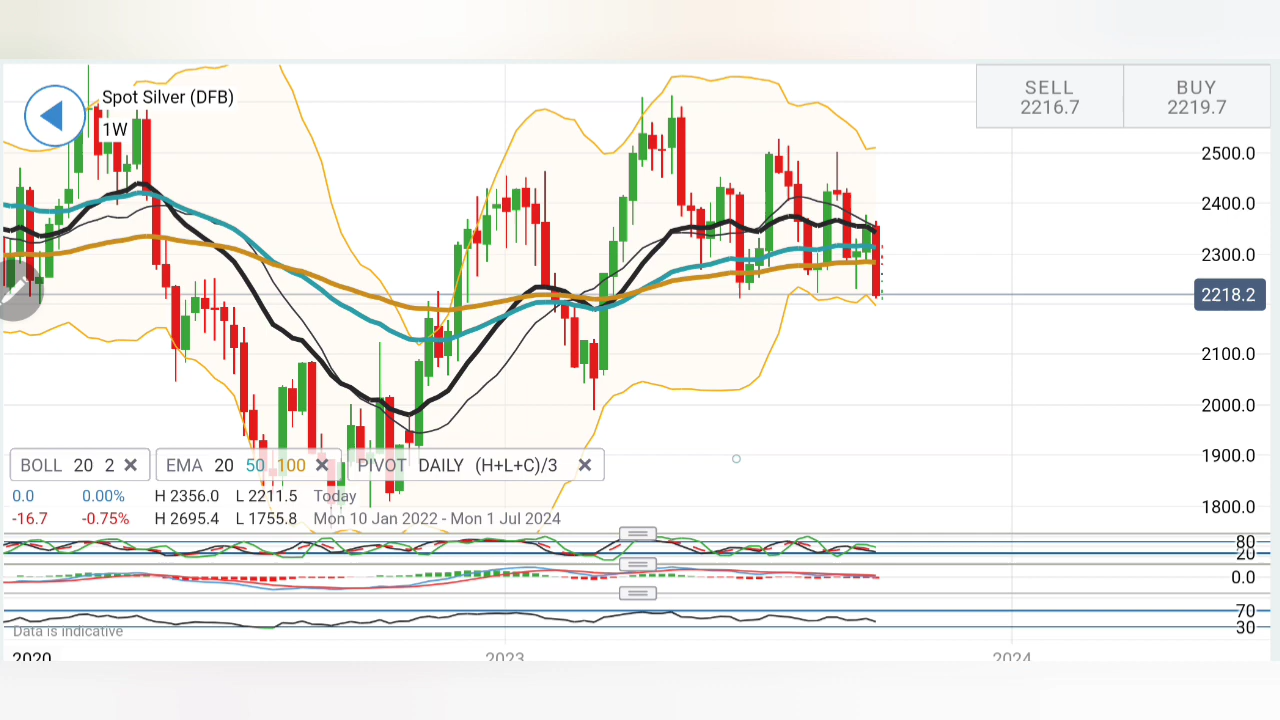 Spot Silver (DFB)
1W
SELL
2216.7
BUY
2219.7
2500.0
2400.0
2300.0
2218.2
2100.0
2000.0
1900.0
1800.0
BOLL 20 2
EMA 20 50 100
PIVOT DAILY (H+L+C)/3
0.0 0.00% H 2356.0 L 2211.5 Today
-16.7 -0.75% H 2695.4 L 1755.8 Mon 10 Jan 2022 - Mon 1 Jul 2024
80
20
0.0
70
30
Data is indicative
2020 2023 2024